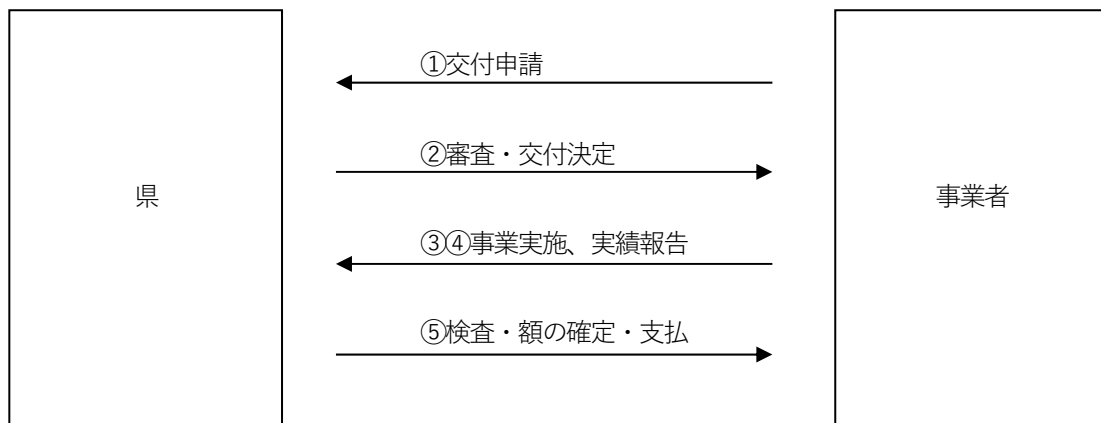 ①交付申請
②審査・交付決定
県
事業者
③④事業実施、実績報告
⑤検査・額の確定・支払